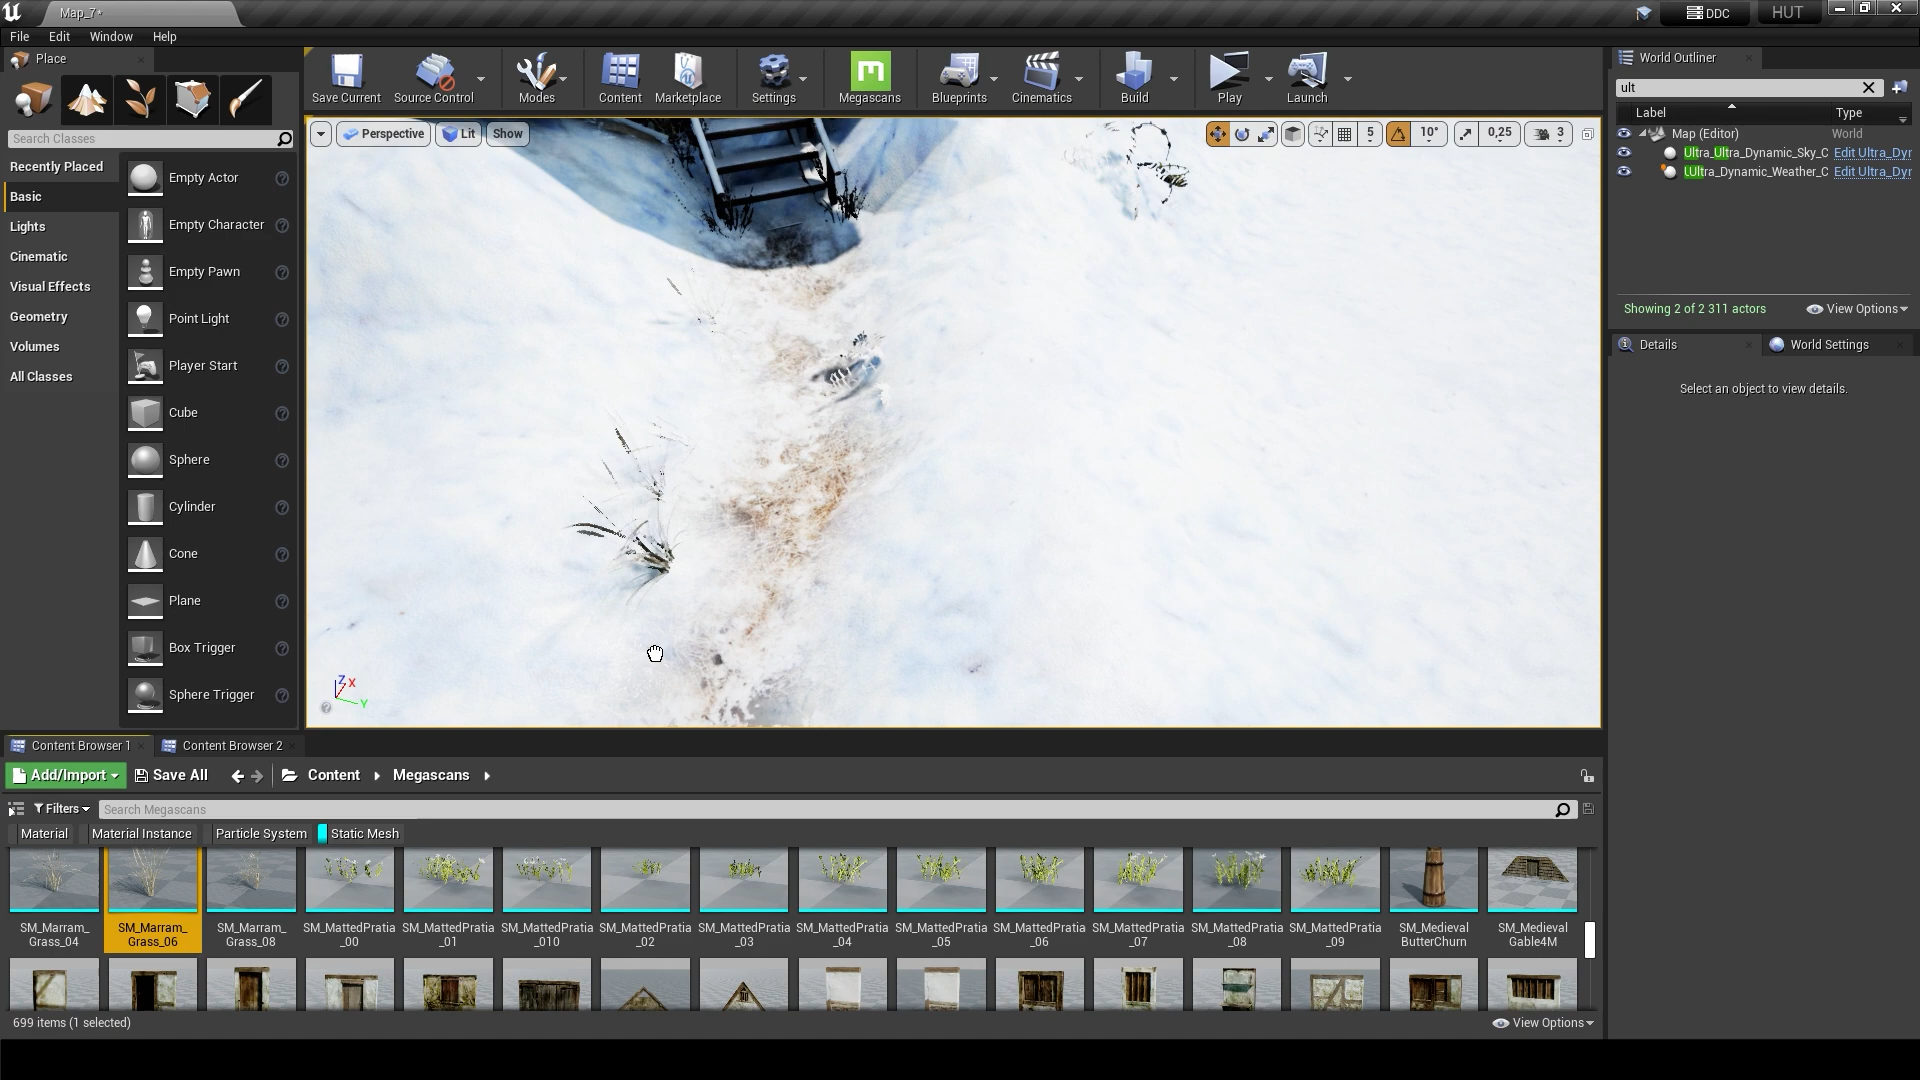 Map_7*
DDC
HUT
File Edit Window Help
Place
Search Classes
Recently Placed
Basic
Lights
Cinematic
Visual Effects
Geometry
Volumes
All Classes
Empty Actor
Empty Character
Empty Pawn
Point Light
Player Start
Cube
Sphere
Cylinder
Cone
Plane
Box Trigger
Sphere Trigger
Save Current
Source Control
Modes
Content
Marketplace
Settings
Megascans
Blueprints
Cinematics
Build
Play
Launch
Perspective Lit Show
5 10° 0,25 3
Z X
Y
World Outliner
ult
Label Type
Map (Editor) World
Ultra_Ultra_Dynamic_Sky_C Edit Ultra_Dyr
Ultra_Dynamic_Weather_C Edit Ultra_Dyr
Showing 2 of 2 311 actors View Options
Details World Settings
Select an object to view details.
Content Browser 1 Content Browser 2
Add/Import Save All Content Megascans
Filters Search Megascans
Material Material Instance Particle System Static Mesh
SM_Marram_
Grass_04
SM_Marram_
Grass_06
SM_Marram_
Grass_08
SM_MattedPratia
_00
SM_MattedPratia
_01
SM_MattedPratia
_010
SM_MattedPratia
_02
SM_MattedPratia
_03
SM_MattedPratia
_04
SM_MattedPratia
_05
SM_MattedPratia
_06
SM_MattedPratia
_07
SM_MattedPratia
_08
SM_MattedPratia
_09
SM_Medieval
ButterChurn
SM_Medieval
Gable4M
699 items (1 selected) View Options